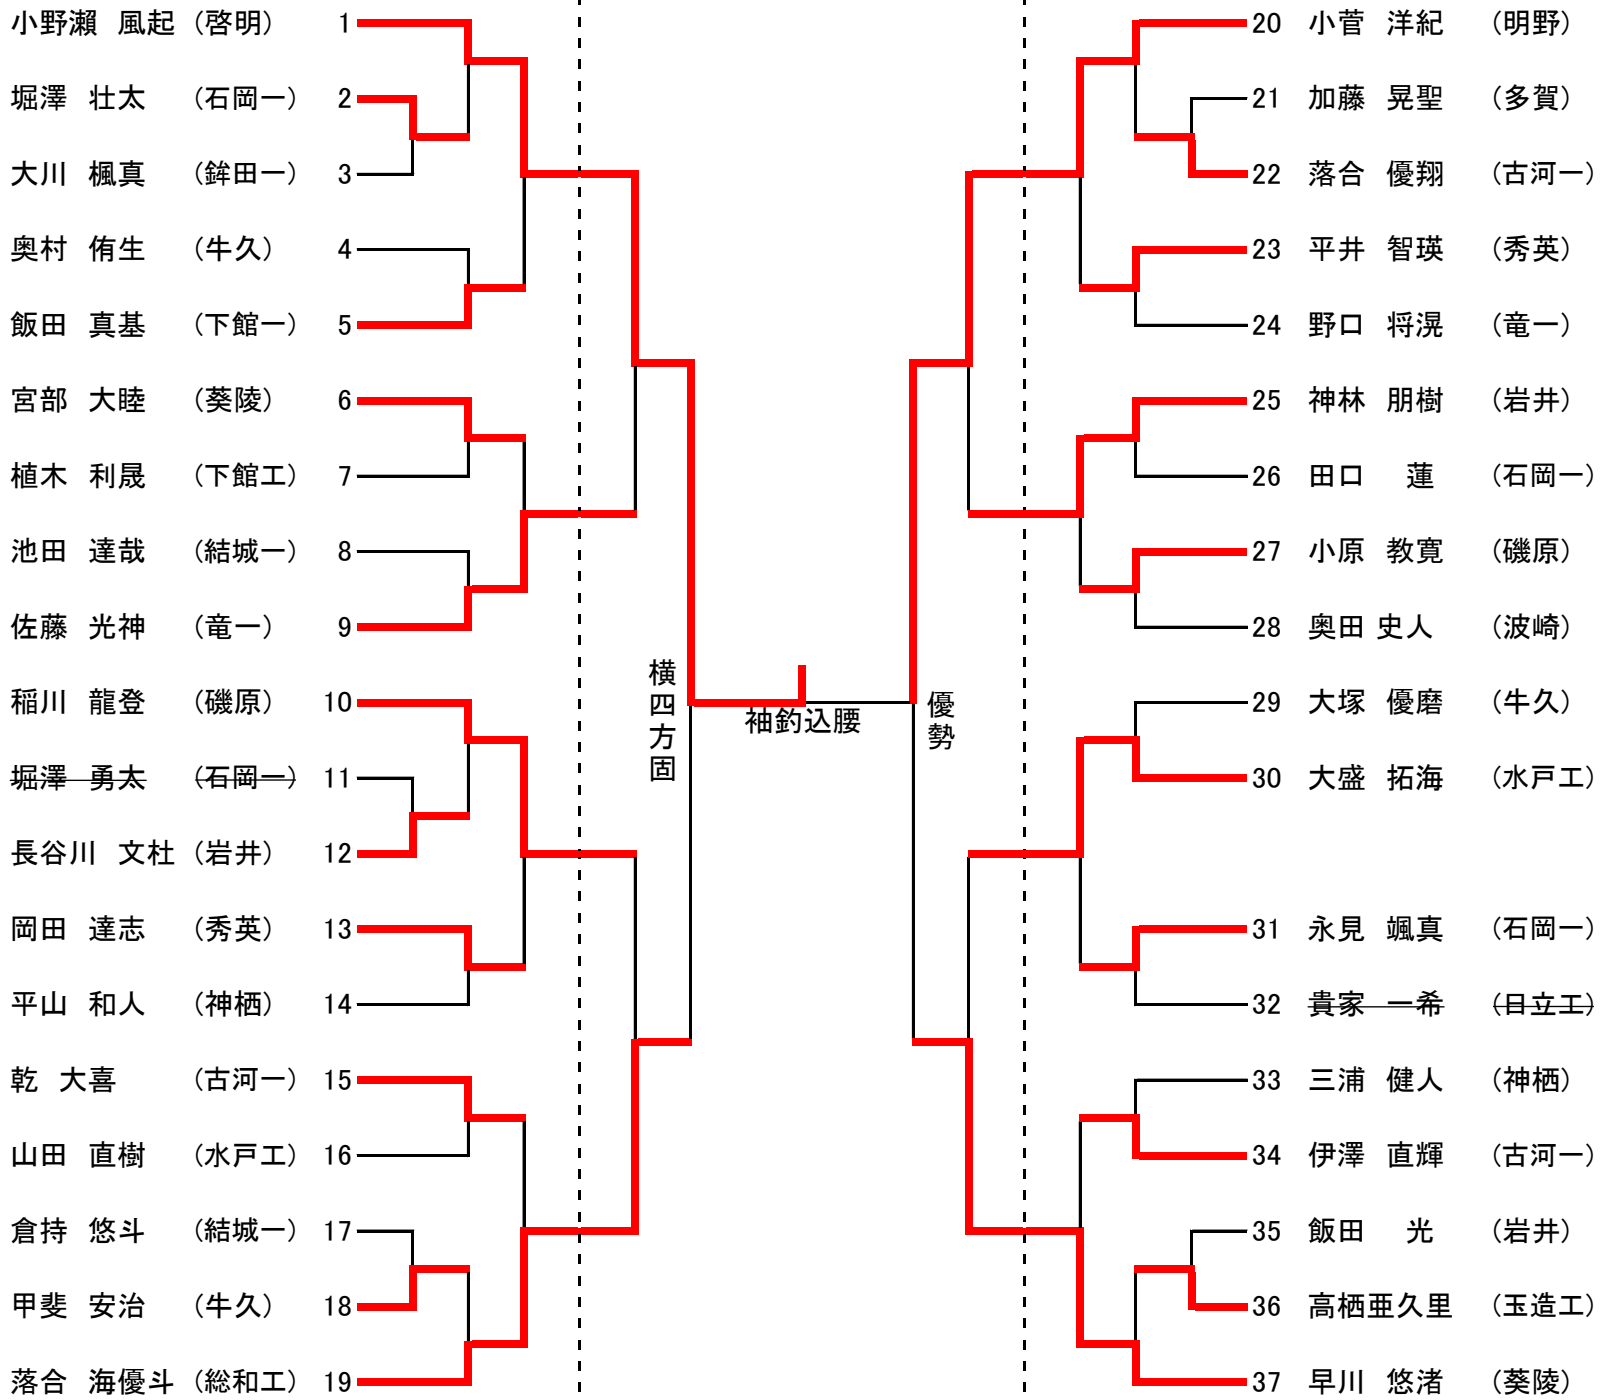 小野瀬 風起 (啓明) 1
堀澤 壮太 (石岡一) 2
大川 楓真 (鉾田一) 3
奥村 侑生 (牛久) 4
飯田 真基 (下館一) 5
宮部 大睦 (葵陵) 6
植木 利晟 (下館工) 7
池田 達哉 (結城一) 8
佐藤 光神 (竜一) 9
稲川 龍登 (磯原) 10
堀澤 勇太 (石岡一) 11
長谷川 文杜 (岩井) 12
岡田 達志 (秀英) 13
平山 和人 (神栖) 14
乾 大喜 (古河一) 15
山田 直樹 (水戸工) 16
倉持 悠斗 (結城一) 17
甲斐 安治 (牛久) 18
落合 海優斗 (総和工) 19
横四方固
袖釣込腰
優勢
20 小菅 洋紀 (明野)
21 加藤 晃聖 (多賀)
22 落合 優翔 (古河一)
23 平井 智瑛 (秀英)
24 野口 将滉 (竜一)
25 神林 朋樹 (岩井)
26 田口 蓮 (石岡一)
27 小原 教寛 (磯原)
28 奥田 史人 (波崎)
29 大塚 優磨 (牛久)
30 大盛 拓海 (水戸工)
31 永見 颯真 (石岡一)
32 貴家 一希 (日立工)
33 三浦 健人 (神栖)
34 伊澤 直輝 (古河一)
35 飯田 光 (岩井)
36 高栖亜久里 (玉造工)
37 早川 悠渚 (葵陵)